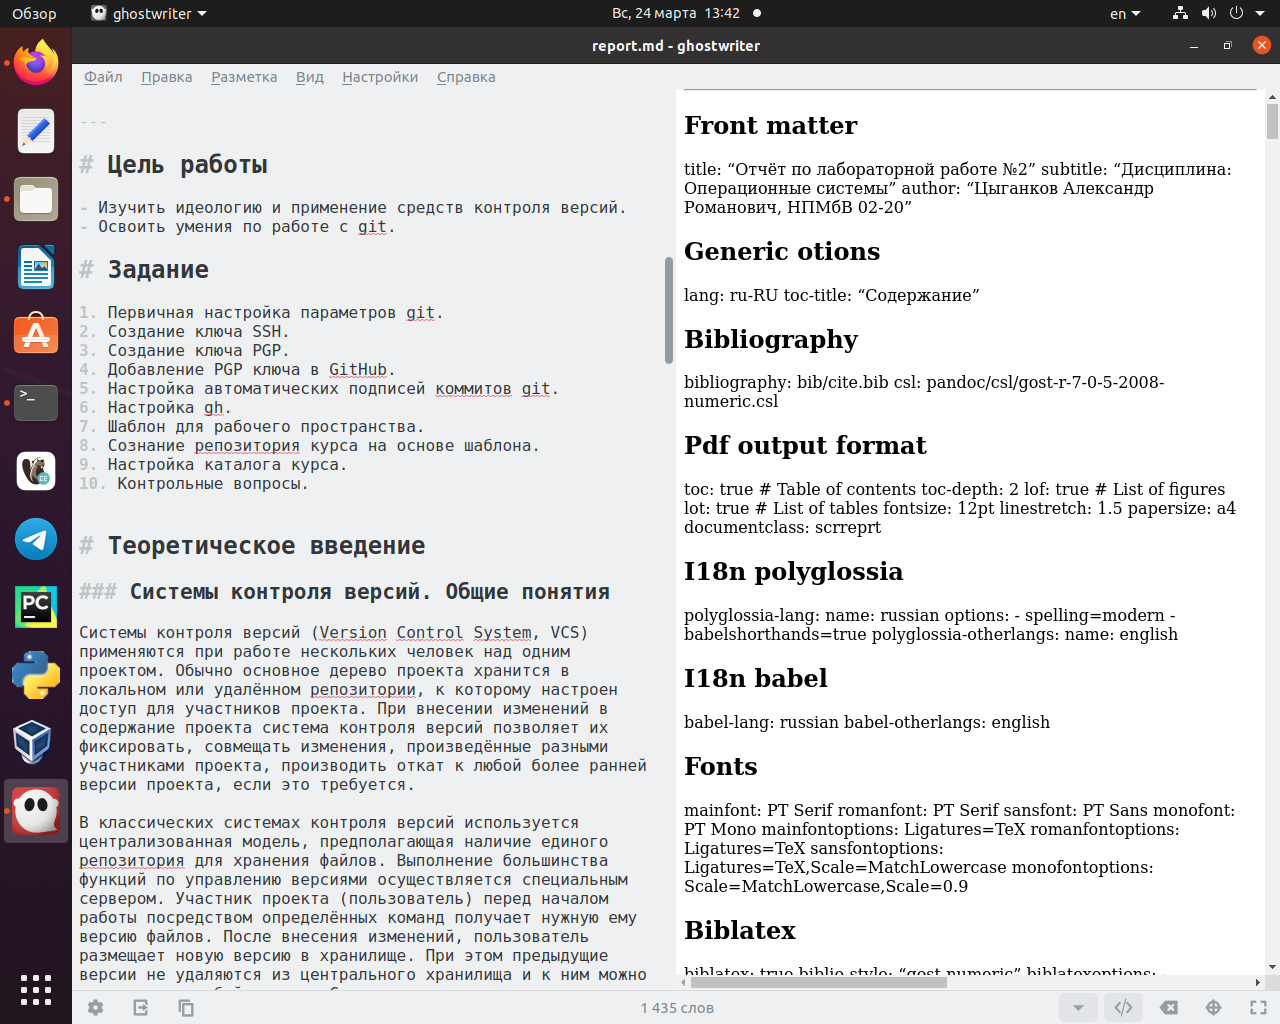 Обзор
ghostwriter
Вс, 24 марта 13:42
en
report.md - ghostwriter
Файл Правка Разметка Вид Настройки Справка
---
# Цель работы
- Изучить идеологию и применение средств контроля версий.
- Освоить умения по работе с git.
# Задание
1. Первичная настройка параметров git.
2. Создание ключа SSH.
3. Создание ключа PGP.
4. Добавление PGP ключа в GitHub.
5. Настройка автоматических подписей коммитов git.
6. Настройка gh.
7. Шаблон для рабочего пространства.
8. Сознание репозитория курса на основе шаблона.
9. Настройка каталога курса.
10. Контрольные вопросы.
# Теоретическое введение
### Системы контроля версий. Общие понятия
Системы контроля версий (Version Control System, VCS)
применяются при работе нескольких человек над одним
проектом. Обычно основное дерево проекта хранится в
локальном или удалённом репозитории, к которому настроен
доступ для участников проекта. При внесении изменений в
содержание проекта система контроля версий позволяет их
фиксировать, совмещать изменения, произведённые разными
участниками проекта, производить откат к любой более ранней
версии проекта, если это требуется.
В классических системах контроля версий используется
централизованная модель, предполагающая наличие единого
репозитория для хранения файлов. Выполнение большинства
функций по управлению версиями осуществляется специальным
сервером. Участник проекта (пользователь) перед началом
работы посредством определённых команд получает нужную ему
версию файлов. После внесения изменений, пользователь
размещает новую версию в хранилище. При этом предыдущие
версии не удаляются из центрального хранилища и к ним можно
Front matter
title: “Отчёт по лабораторной работе №2” subtitle: “Дисциплина:
Операционные системы” author: “Цыганков Александр
Романович, НПМбВ 02-20”
Generic otions
lang: ru-RU toc-title: “Содержание”
Bibliography
bibliography: bib/cite.bib csl: pandoc/csl/gost-r-7-0-5-2008-
numeric.csl
Pdf output format
toc: true # Table of contents toc-depth: 2 lof: true # List of figures
lot: true # List of tables fontsize: 12pt linestretch: 1.5 papersize: a4
documentclass: scrreprt
I18n polyglossia
polyglossia-lang: name: russian options: - spelling=modern -
babelshorthands=true polyglossia-otherlangs: name: english
I18n babel
babel-lang: russian babel-otherlangs: english
Fonts
mainfont: PT Serif romanfont: PT Serif sansfont: PT Sans monofont:
PT Mono mainfontoptions: Ligatures=TeX romanfontoptions:
Ligatures=TeX sansfontoptions:
Ligatures=TeX,Scale=MatchLowercase monofontoptions:
Scale=MatchLowercase,Scale=0.9
Biblatex
biblatex: true biblio-style: “gost-numeric” biblatexoptions: -
1 435 слов